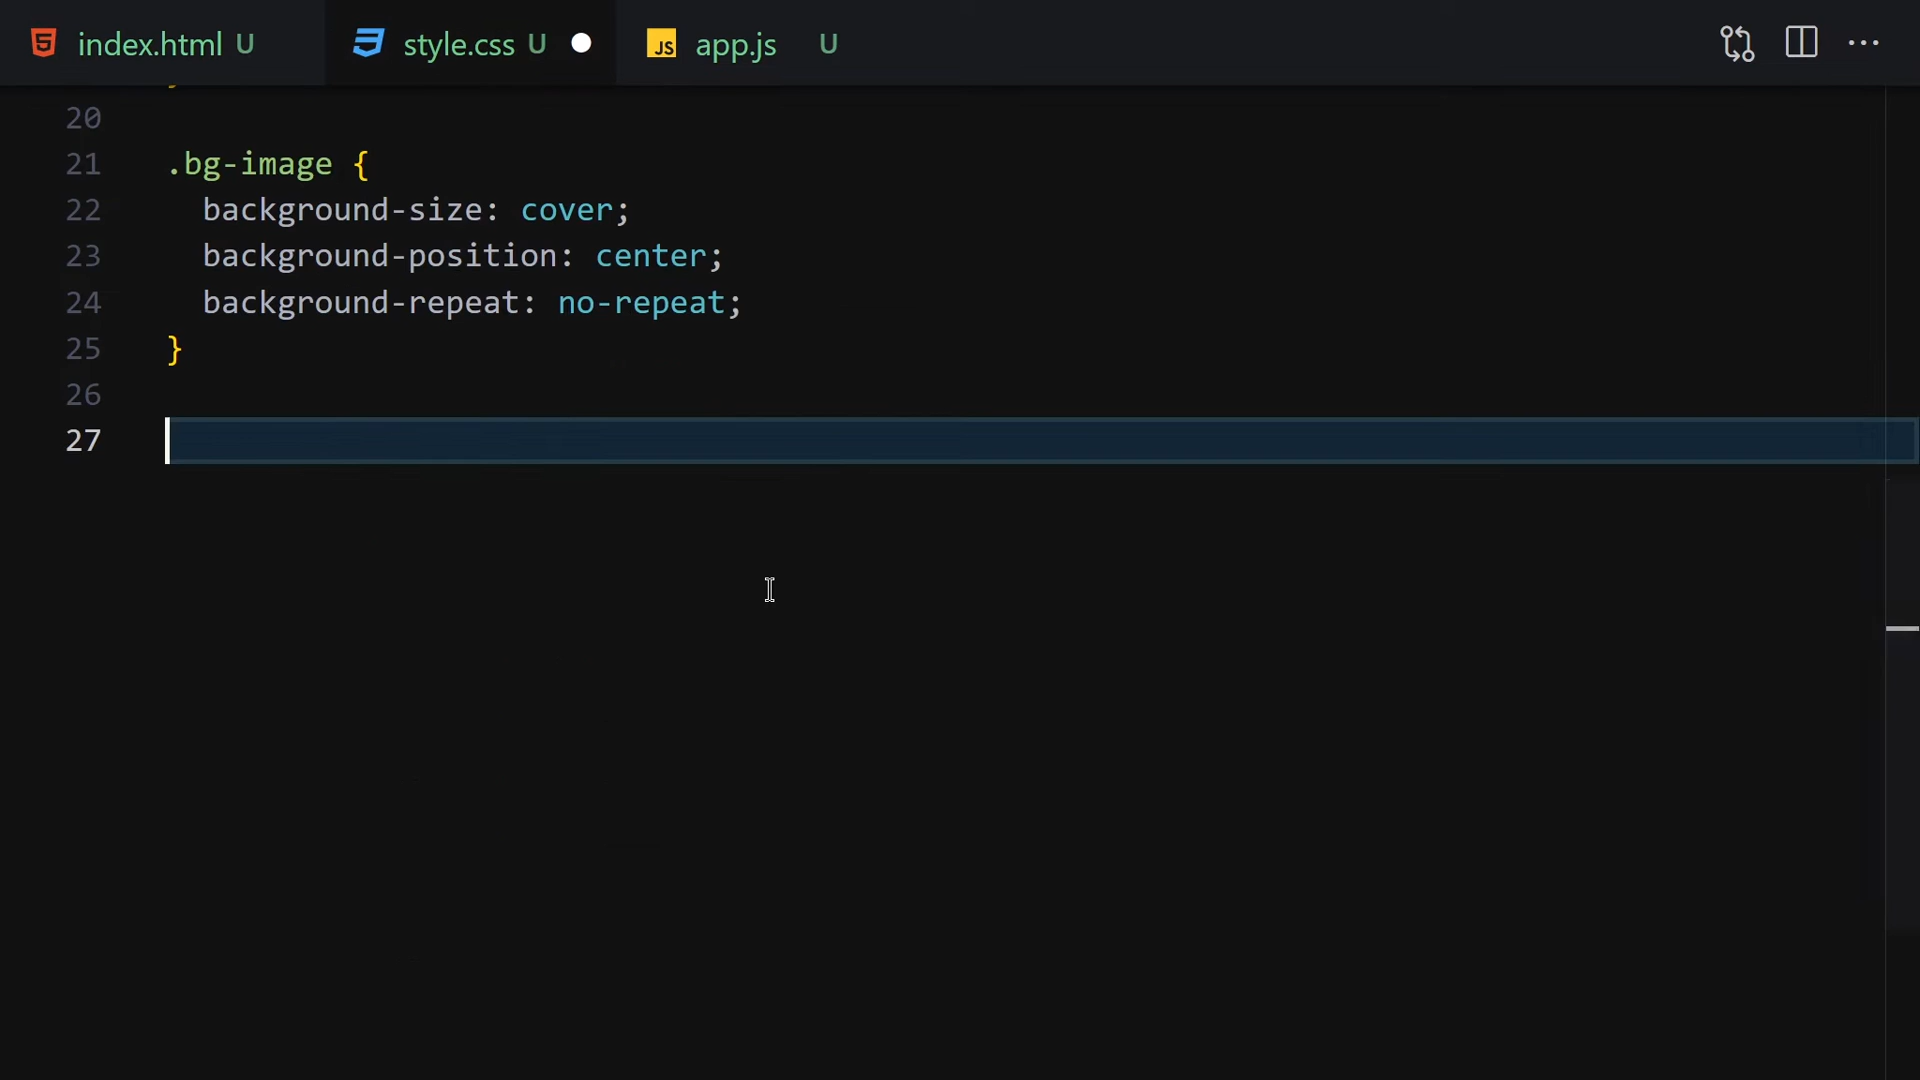 index.html U style.css U JS app.js U
20
21 .bg-image {
22 background-size: cover;
23 background-position: center;
24 background-repeat: no-repeat;
25 }
26
27